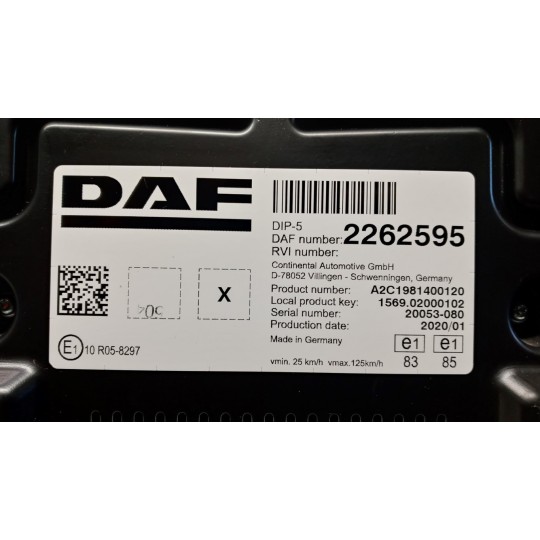 DAF
DIP-5
DAF number: 2262595
RVI number:
Continental Automotive GmbH
D-78052 Villingen - Schwenningen, Germany
Product number: A2C1981400120
Local product key: 1569.02000102
Serial number: 20053-080
Production date: 2020/01
Made in Germany
e1 e1
83 85
vmin. 25 km/h vmax.125km/h
X
E1 10 R05-8297